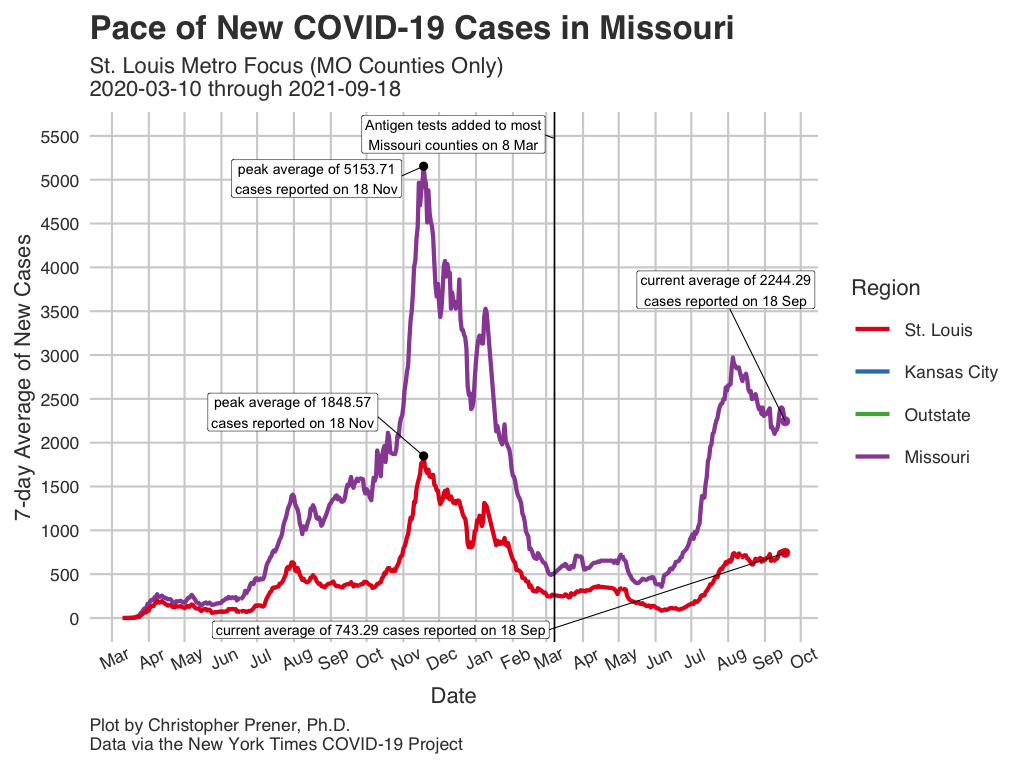 Pace of New COVID-19 Cases in Missouri
St. Louis Metro Focus (MO Counties Only)
2020-03-10 through 2021-09-18
7-day Average of New Cases
5500
5000
4500
4000
3500
3000
2500
2000
1500
1000
500
0
Antigen tests added to most
Missouri counties on 8 Mar
peak average of 5153.71
cases reported on 18 Nov
current average of 2244.29
cases reported on 18 Sep
peak average of 1848.57
cases reported on 18 Nov
current average of 743.29 cases reported on 18 Sep
Mar Apr May Jun Jul Aug Sep Oct Nov Dec Jan Feb Mar Apr May Jun Jul Aug Sep Oct
Date
Region
St. Louis
Kansas City
Outstate
Missouri
Plot by Christopher Prener, Ph.D.
Data via the New York Times COVID-19 Project